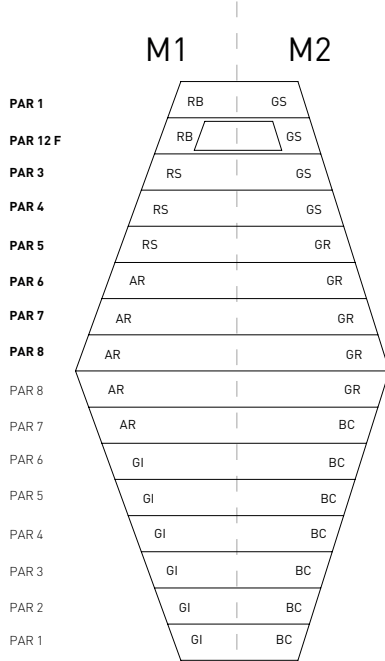 M1 M2
PAR 1 RB GS
PAR 12 F RB GS
PAR 3 RS GS
PAR 4 RS GS
PAR 5 RS GR
PAR 6 AR GR
PAR 7 AR GR
PAR 8 AR GR
PAR 8 AR GR
PAR 7 AR BC
PAR 6 GI BC
PAR 5 GI BC
PAR 4 GI BC
PAR 3 GI BC
PAR 2 GI BC
PAR 1 GI BC